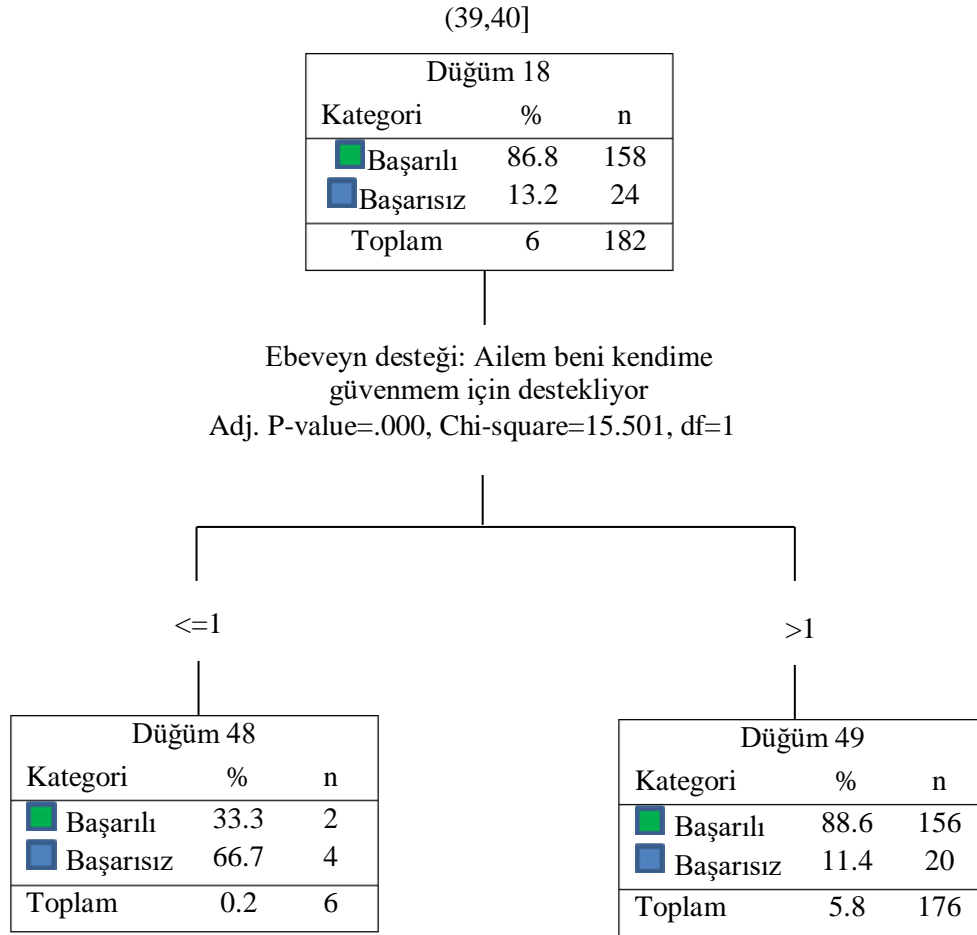 (39,40]
Düğüm 18
Kategori % n
Başarılı 86.8 158
Başarısız 13.2 24
Toplam 6 182
Ebeveyn desteği: Ailem beni kendime
güvenmem için destekliyor
Adj. P-value=.000, Chi-square=15.501, df=1
<=1
>1
Düğüm 48
Kategori % n
Başarılı 33.3 2
Başarısız 66.7 4
Toplam 0.2 6
Düğüm 49
Kategori % n
Başarılı 88.6 156
Başarısız 11.4 20
Toplam 5.8 176